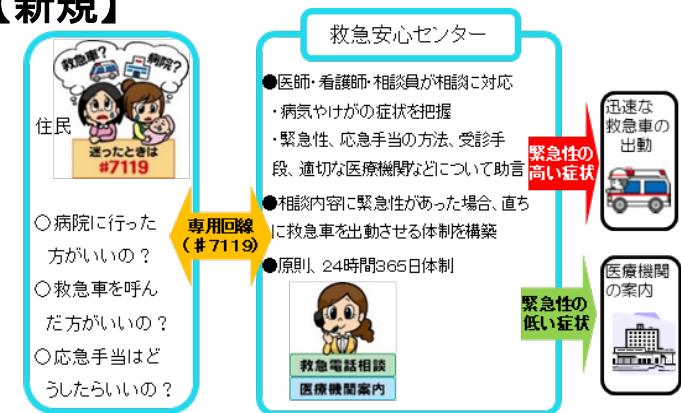 【新規】
救急車?
病院?
住民
迷ったときは
#7119
○病院に行った
方がいいの?
○救急車を呼ん
だ方がいいの?
○応急手当はど
うしたらいいの?
専用回線
(#7119)
救急安心センター
●医師・看護師・相談員が相談に対応
・病気やけがの症状を把握
・緊急性、応急手当の方法、受診手
段、適切な医療機関などについて助言
●相談内容に緊急性があった場合、直ち
に救急車を出動させる体制を構築
●原則、24時間365日体制
救急電話相談
医療機関案内
緊急性の
高い症状
迅速な
救急車の
出動
緊急性の
低い症状
医療機関
の案内